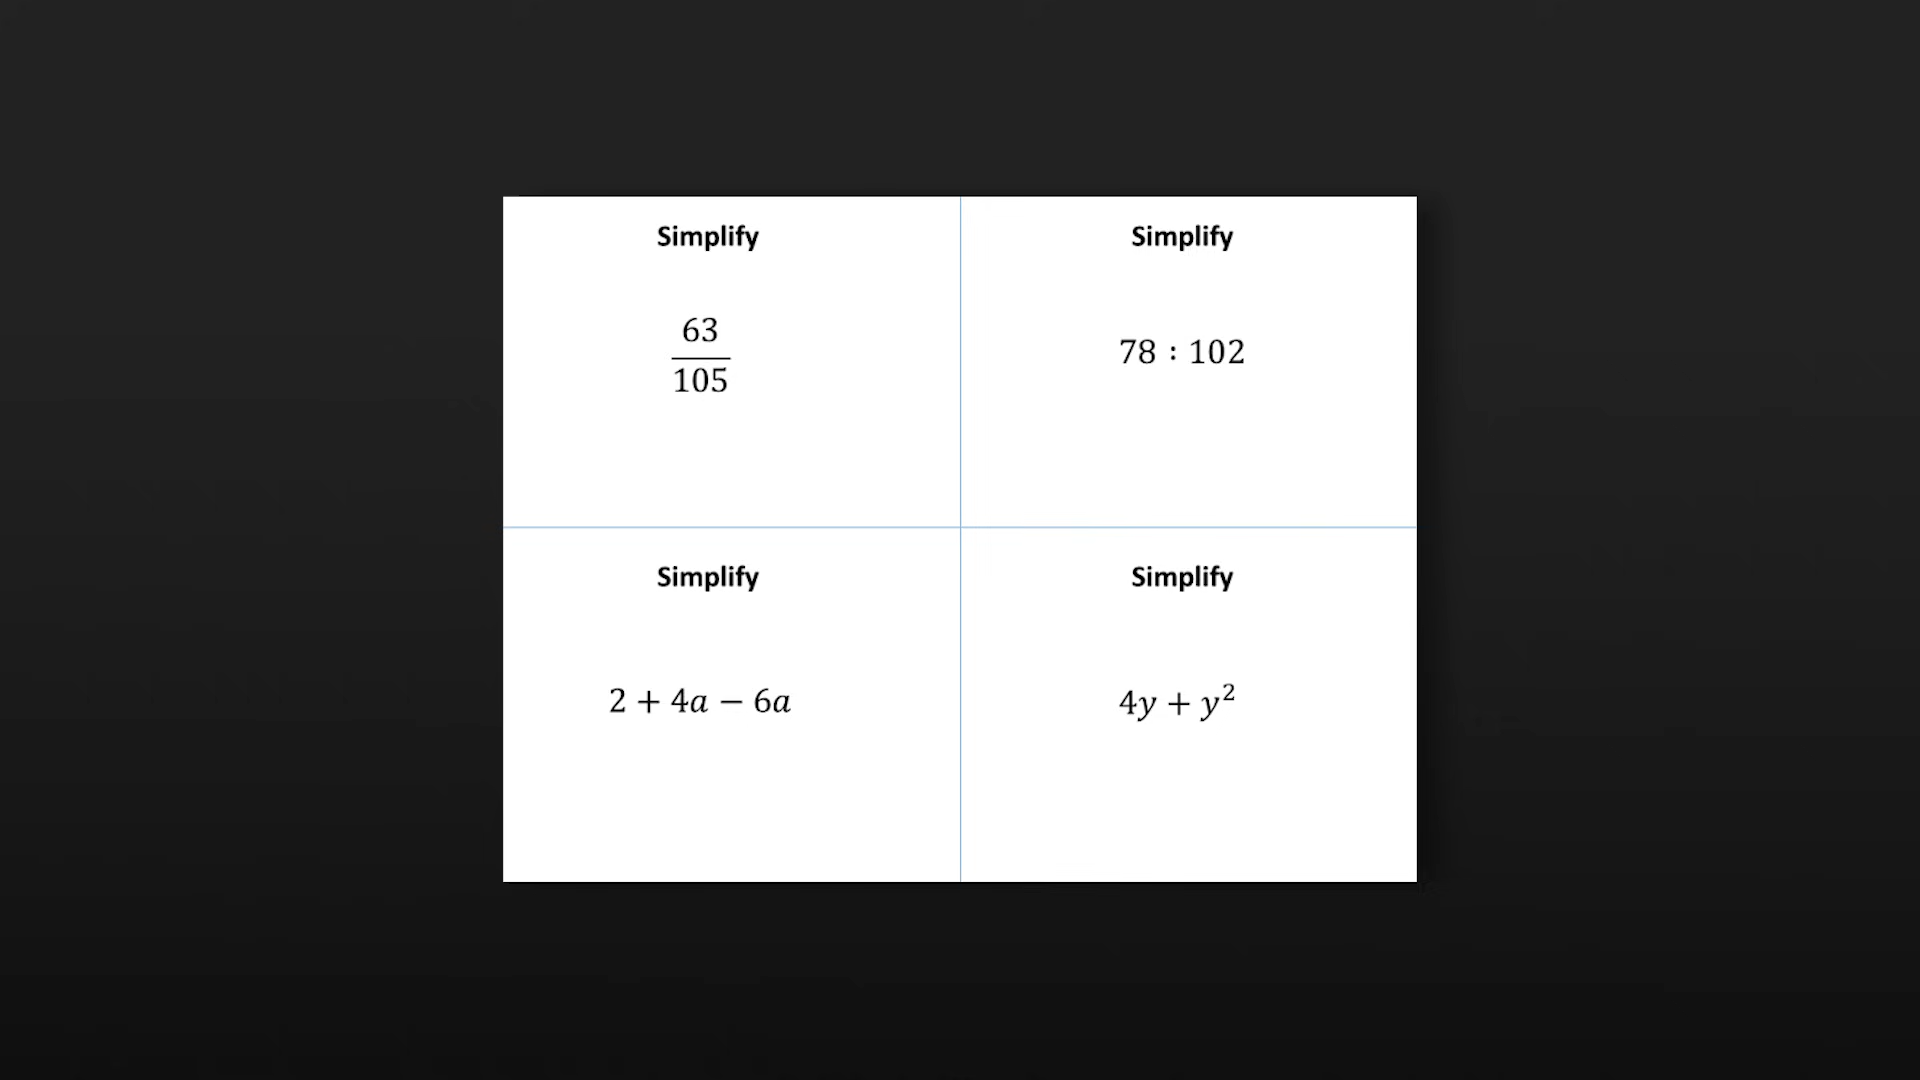 Simplify
63
105
Simplify
78 : 102
Simplify
2 + 4a − 6a
Simplify
4y + y²